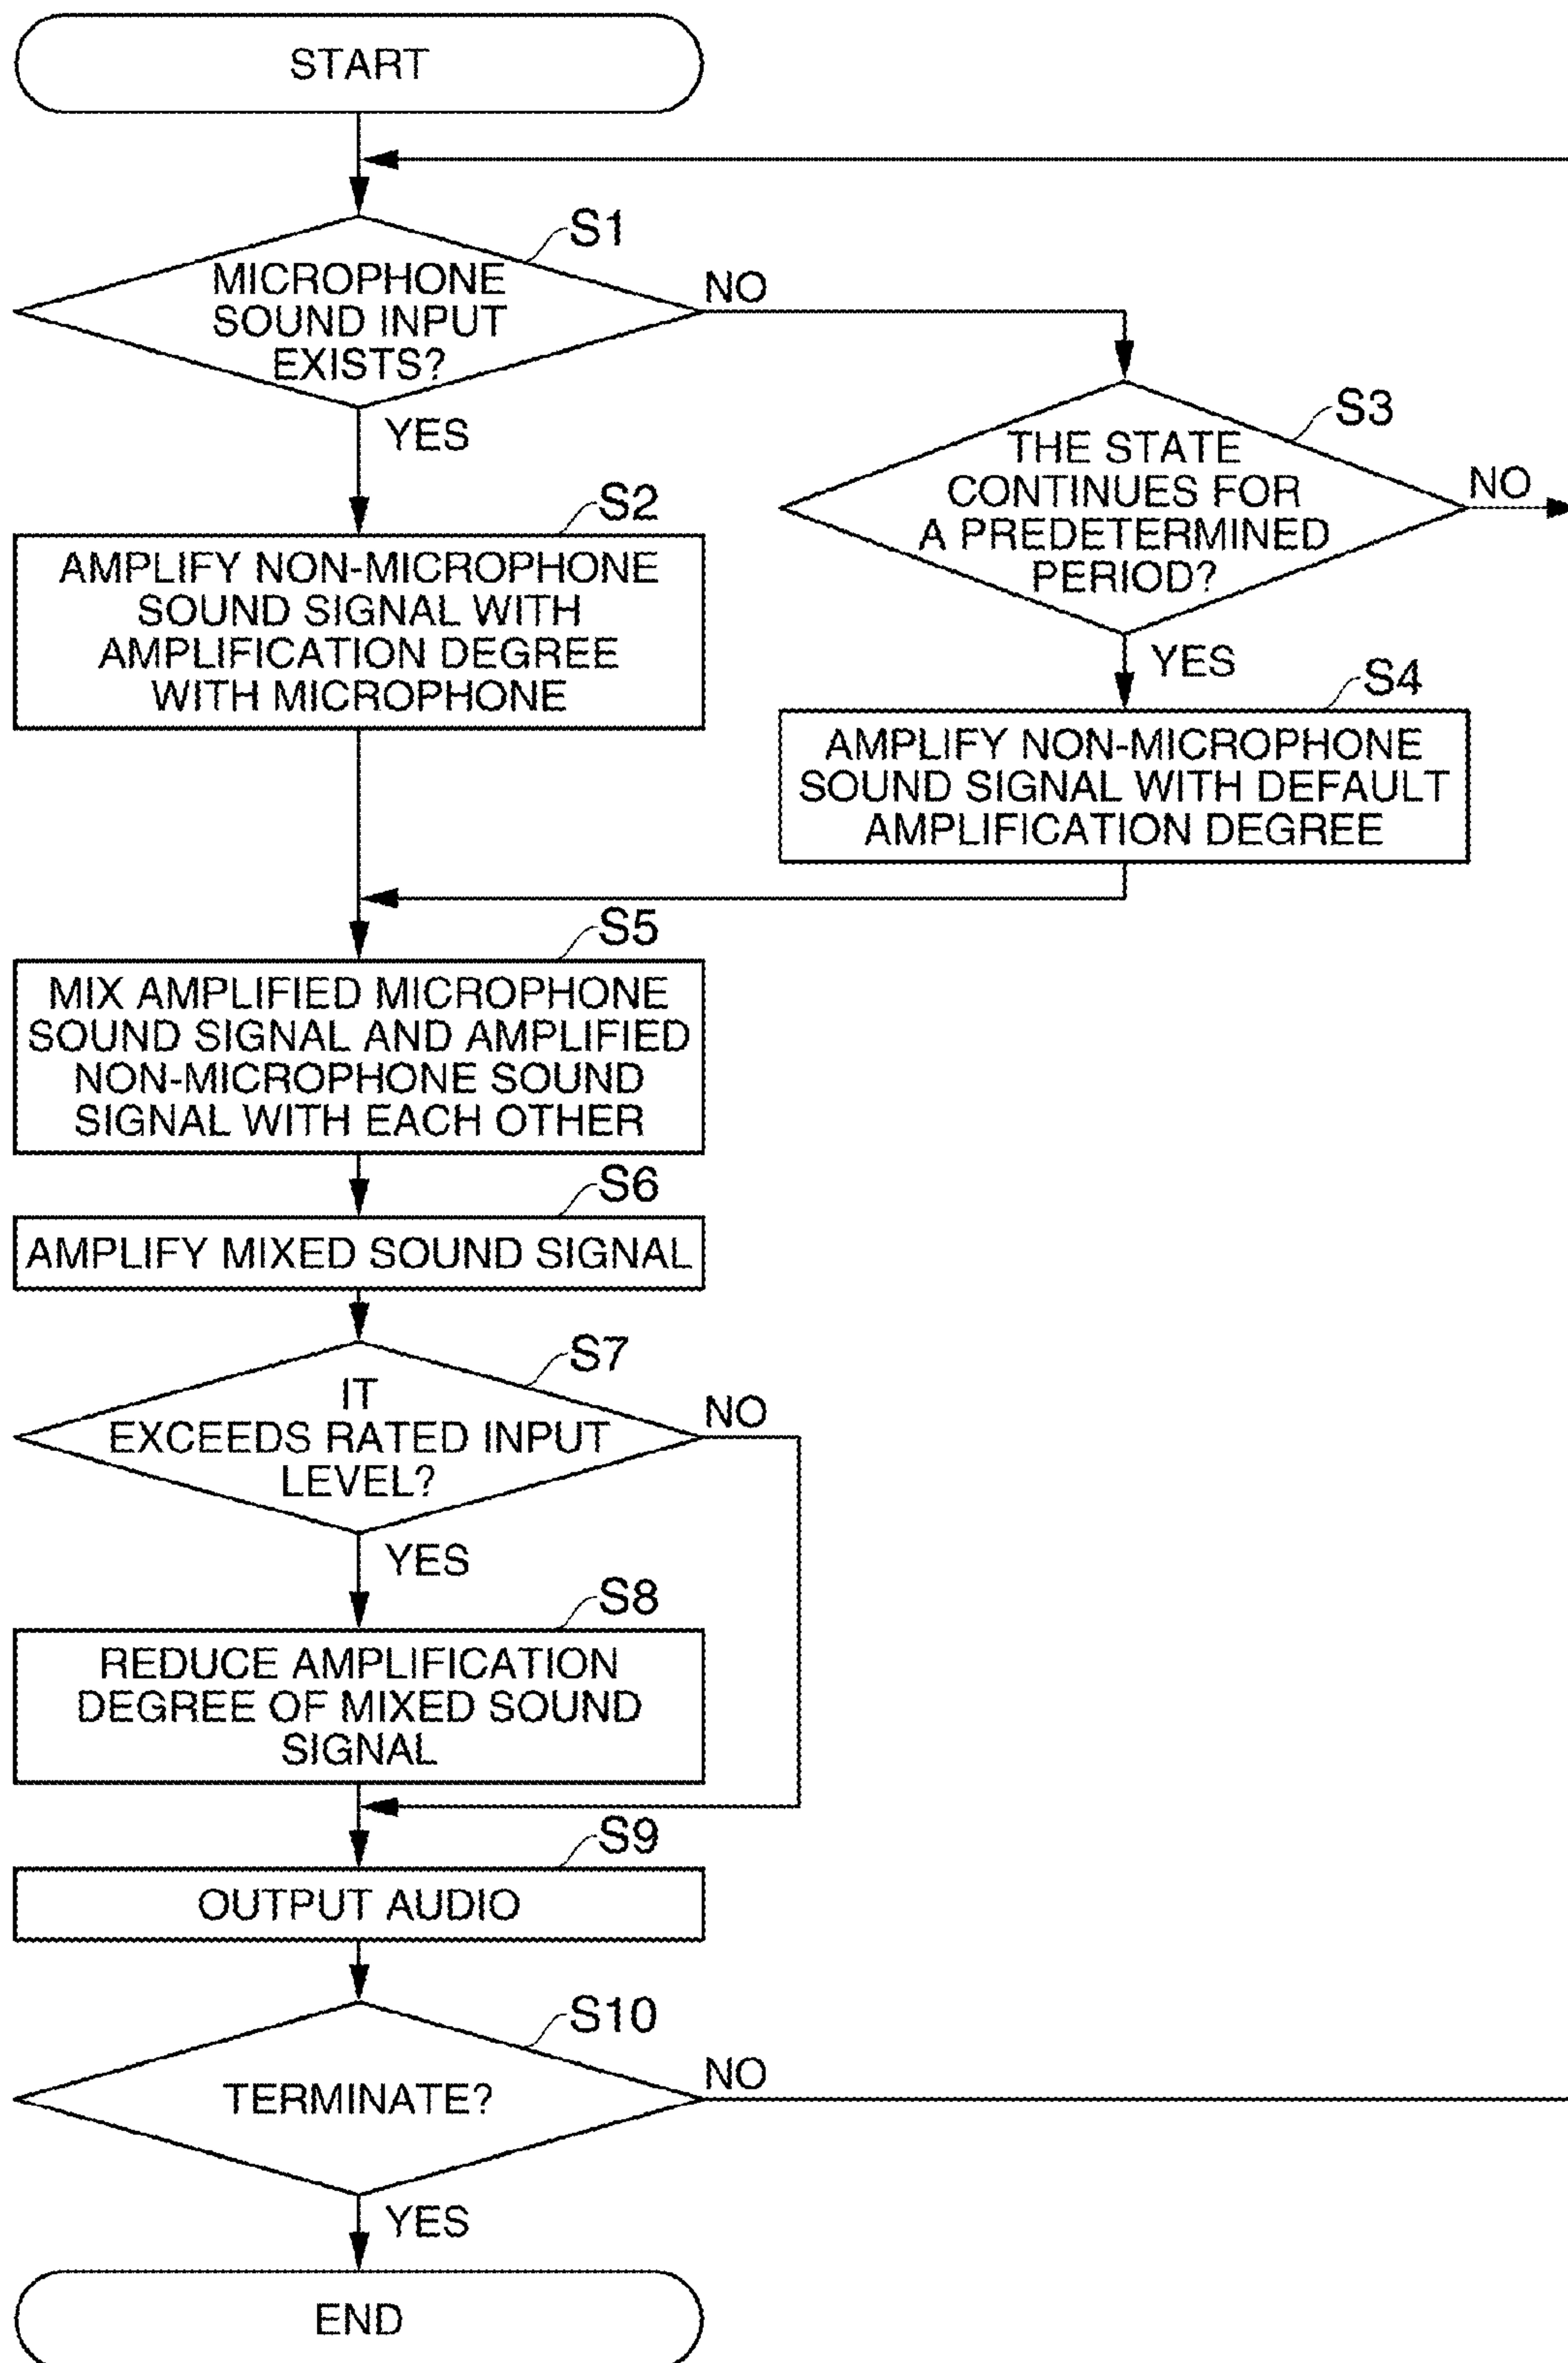 START
S1
MICROPHONE
SOUND INPUT
EXISTS?
NO
YES
S3
THE STATE
CONTINUES FOR
A PREDETERMINED
PERIOD?
NO
YES
S2
AMPLIFY NON-MICROPHONE
SOUND SIGNAL WITH
AMPLIFICATION DEGREE
WITH MICROPHONE
S4
AMPLIFY NON-MICROPHONE
SOUND SIGNAL WITH DEFAULT
AMPLIFICATION DEGREE
S5
MIX AMPLIFIED MICROPHONE
SOUND SIGNAL AND AMPLIFIED
NON-MICROPHONE SOUND
SIGNAL WITH EACH OTHER
S6
AMPLIFY MIXED SOUND SIGNAL
S7
IT
EXCEEDS RATED INPUT
LEVEL?
NO
YES
S8
REDUCE AMPLIFICATION
DEGREE OF MIXED SOUND
SIGNAL
S9
OUTPUT AUDIO
S10
TERMINATE?
NO
YES
END